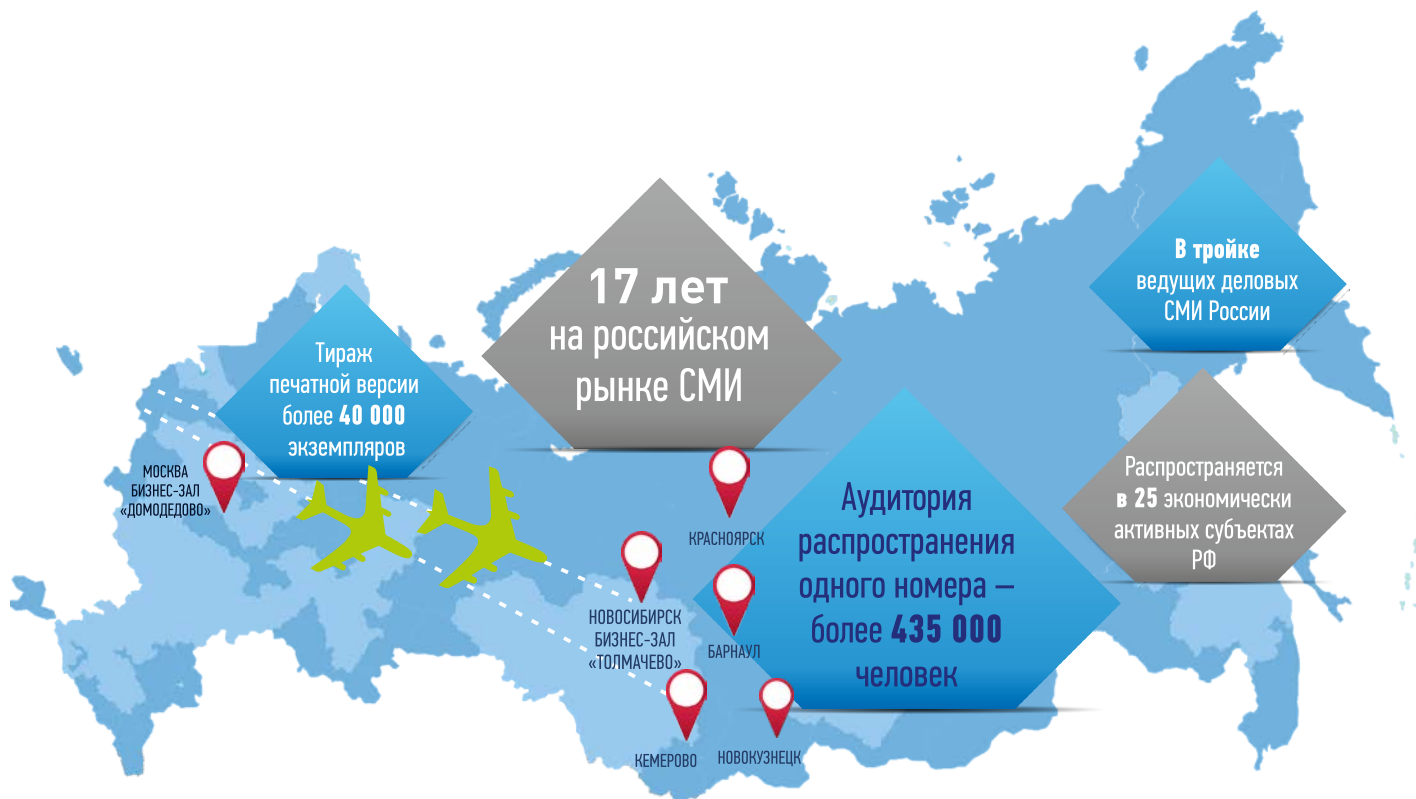 17 лет
на российском
рынке СМИ
В тройке
ведущих деловых
СМИ России
Тираж
печатной версии
более 40 000
экземпляров
МОСКВА
БИЗНЕС-ЗАЛ
«ДОМОДЕДОВО»
Распространяется
в 25 экономически
активных субъектах
РФ
Аудитория
распространения
одного номера –
более 435 000
человек
КРАСНОЯРСК
НОВОСИБИРСК
БИЗНЕС-ЗАЛ
«ТОЛМАЧЕВО»
БАРНАУЛ
КЕМЕРОВО
НОВОКУЗНЕЦК